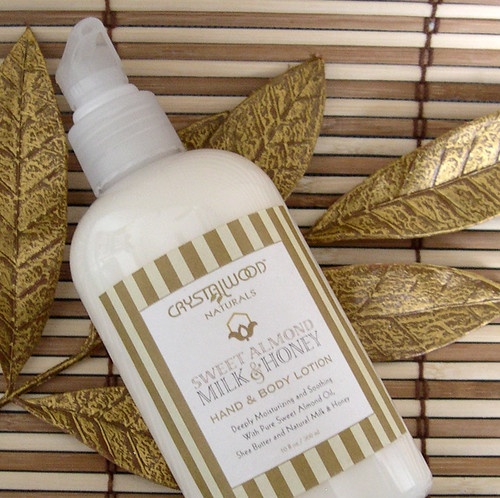 CRYSTALWOOD
NATURALS
SWEET ALMOND
MILK & HONEY
HAND & BODY LOTION
Deeply Moisturizing and Soothing
With Pure Sweet Almond Oil,
Shea Butter and Natural Milk & Honey